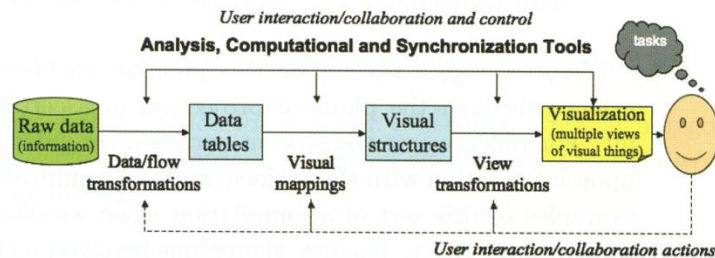 User interaction/collaboration and control
Analysis, Computational and Synchronization Tools
tasks
Raw data
(information)
Data
tables
Visual
structures
Visualization
(multiple views
of visual things)
Data/flow
transformations
Visual
mappings
View
transformations
User interaction/collaboration actions